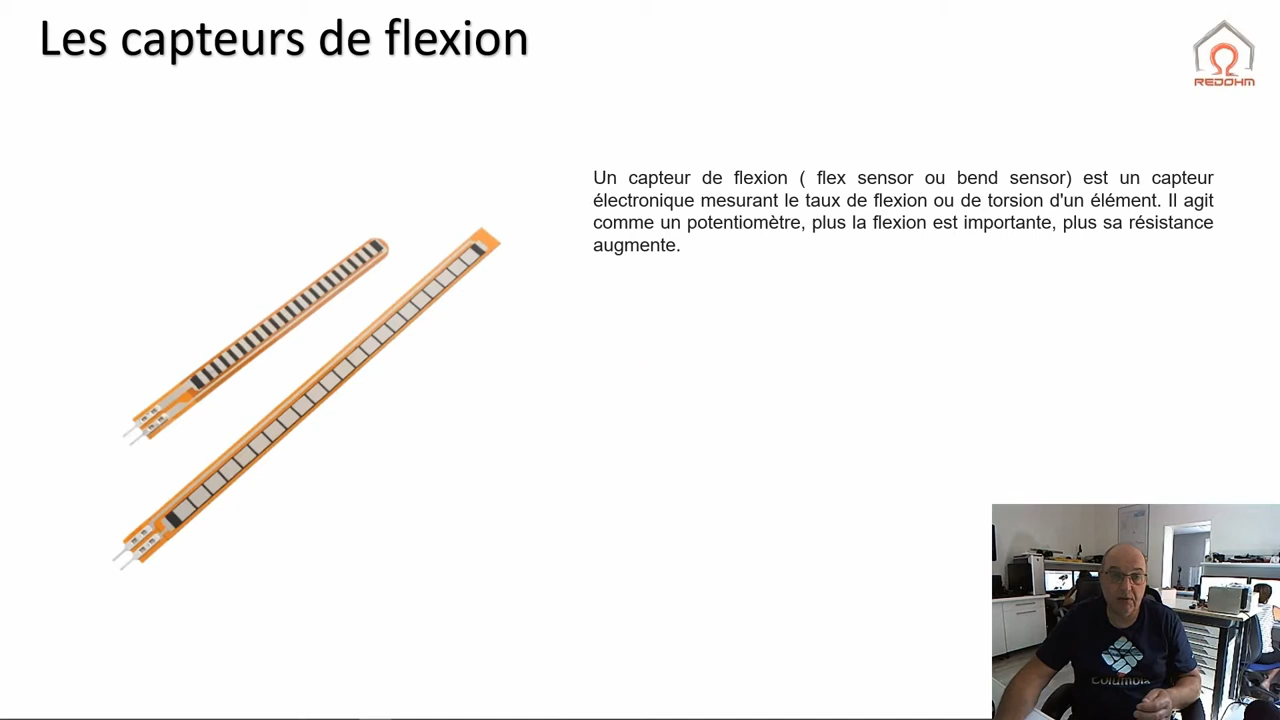 Les capteurs de flexion
REDOHM
Un capteur de flexion ( flex sensor ou bend sensor) est un capteur
électronique mesurant le taux de flexion ou de torsion d'un élément. Il agit
comme un potentiomètre, plus la flexion est importante, plus sa résistance
augmente.
Columbia